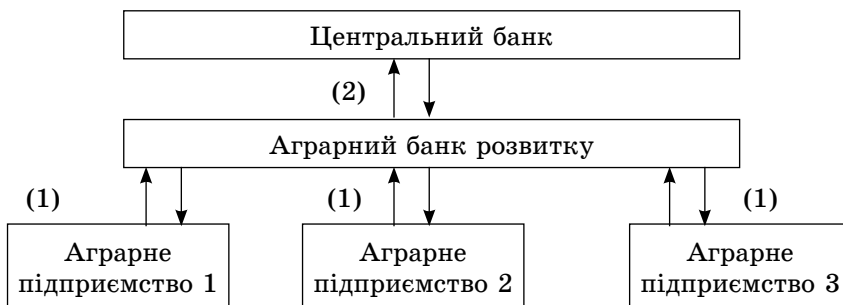 Центральний банк
(2)
Аграрний банк розвитку
(1)
(1)
(1)
Аграрне
підприємство 1
Аграрне
підприємство 2
Аграрне
підприємство 3